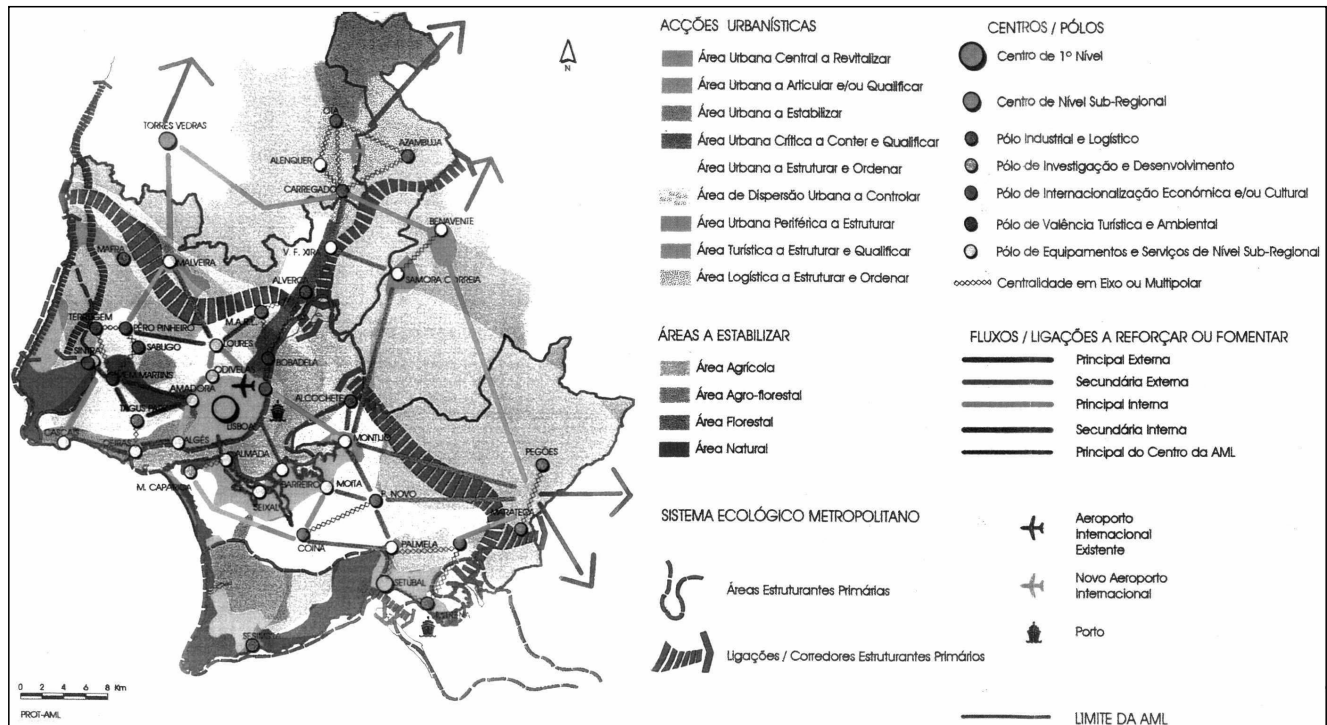 N
TORRES VEDRAS
OTA
AZAMBUJA
ALENQUER
CARREGADO
BENAVENTE
MAFRA
MALVEIRA
V. F. XIRA
SAMORA CORREIA
ALVERCA
M.A.R.L.
TERRUGEM
PÊRO PINHEIRO
SABUGO
LOURES
SINTRA
BOBADELA
ODIVELAS
MEM MARTINS
AMADORA
ALCOCHETE
LISBOA
CASCAIS
OEIRAS
ALGÉS
MONTIJO
ALMADA
PEGÕES
M. CAPARICA
BARREIRO
MOITA
SEIXAL
P. NOVO
MARATECA
COINA
PALMELA
SETÚBAL
SESIMBRA
0 2 4 6 8 Km
PROT-AML
ACÇÕES URBANÍSTICAS
Área Urbana Central a Revitalizar
Área Urbana a Articular e/ou Qualificar
Área Urbana a Estabilizar
Área Urbana Crítica a Conter e Qualificar
Área Urbana a Estruturar e Ordenar
Área de Dispersão Urbana a Controlar
Área Urbana Periférica a Estruturar
Área Turística a Estruturar e Qualificar
Área Logística a Estruturar e Ordenar
ÁREAS A ESTABILIZAR
Área Agrícola
Área Agro-florestal
Área Florestal
Área Natural
SISTEMA ECOLÓGICO METROPOLITANO
Áreas Estruturantes Primárias
Ligações / Corredores Estruturantes Primários
CENTROS / PÓLOS
Centro de 1º Nível
Centro de Nível Sub-Regional
Pólo Industrial e Logístico
Pólo de Investigação e Desenvolvimento
Pólo de Internacionalização Económica e/ou Cultural
Pólo de Valência Turística e Ambiental
Pólo de Equipamentos e Serviços de Nível Sub-Regional
Centralidade em Eixo ou Multipolar
FLUXOS / LIGAÇÕES A REFORÇAR OU FOMENTAR
Principal Externa
Secundária Externa
Principal Interna
Secundária Interna
Principal do Centro da AML
Aeroporto
Internacional
Existente
Novo Aeroporto
Internacional
Porto
LIMITE DA AML